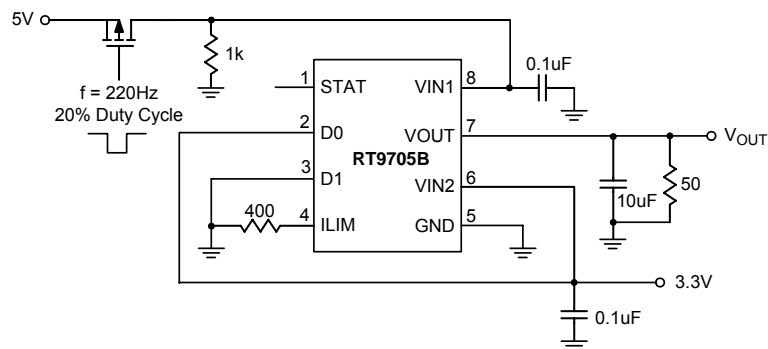 5V
1k
f = 220Hz
20% Duty Cycle
0.1uF
1 STAT VIN1 8
2 D0 VOUT 7
V_OUT
RT9705B
3 D1 VIN2 6
10uF
50
400
4 ILIM GND 5
3.3V
0.1uF